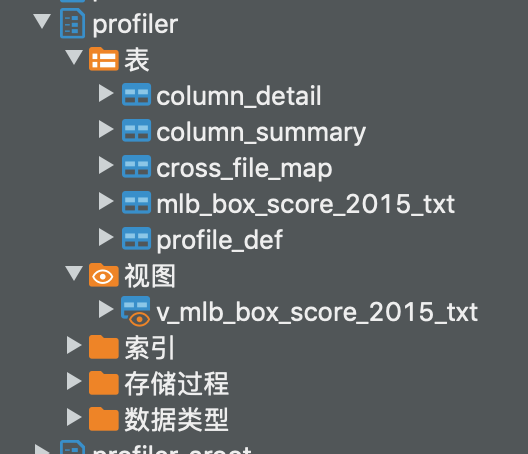 profiler
表
column_detail
column_summary
cross_file_map
mlb_box_score_2015_txt
profile_def
视图
v_mlb_box_score_2015_txt
索引
存储过程
数据类型